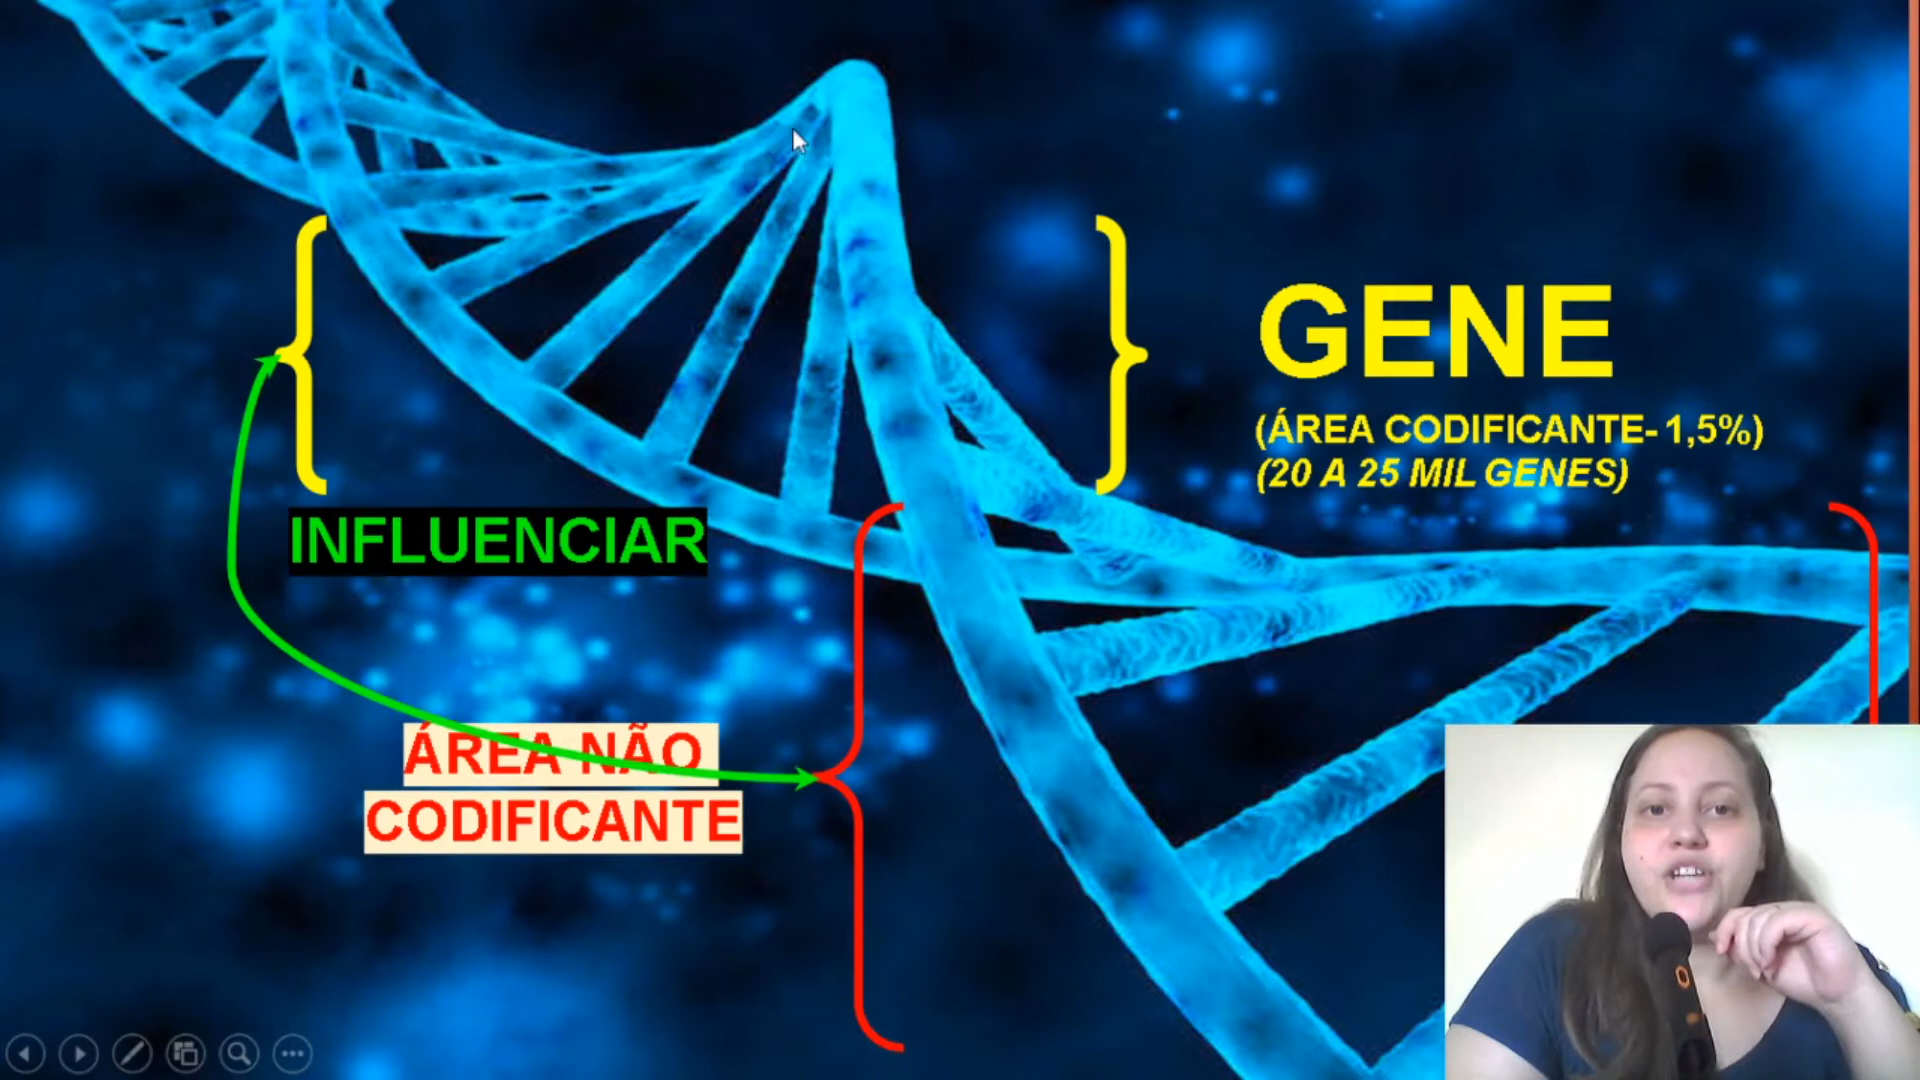 GENE
(ÁREA CODIFICANTE- 1,5%)
(20 A 25 MIL GENES)
INFLUENCIAR
ÁREA NÃO
CODIFICANTE